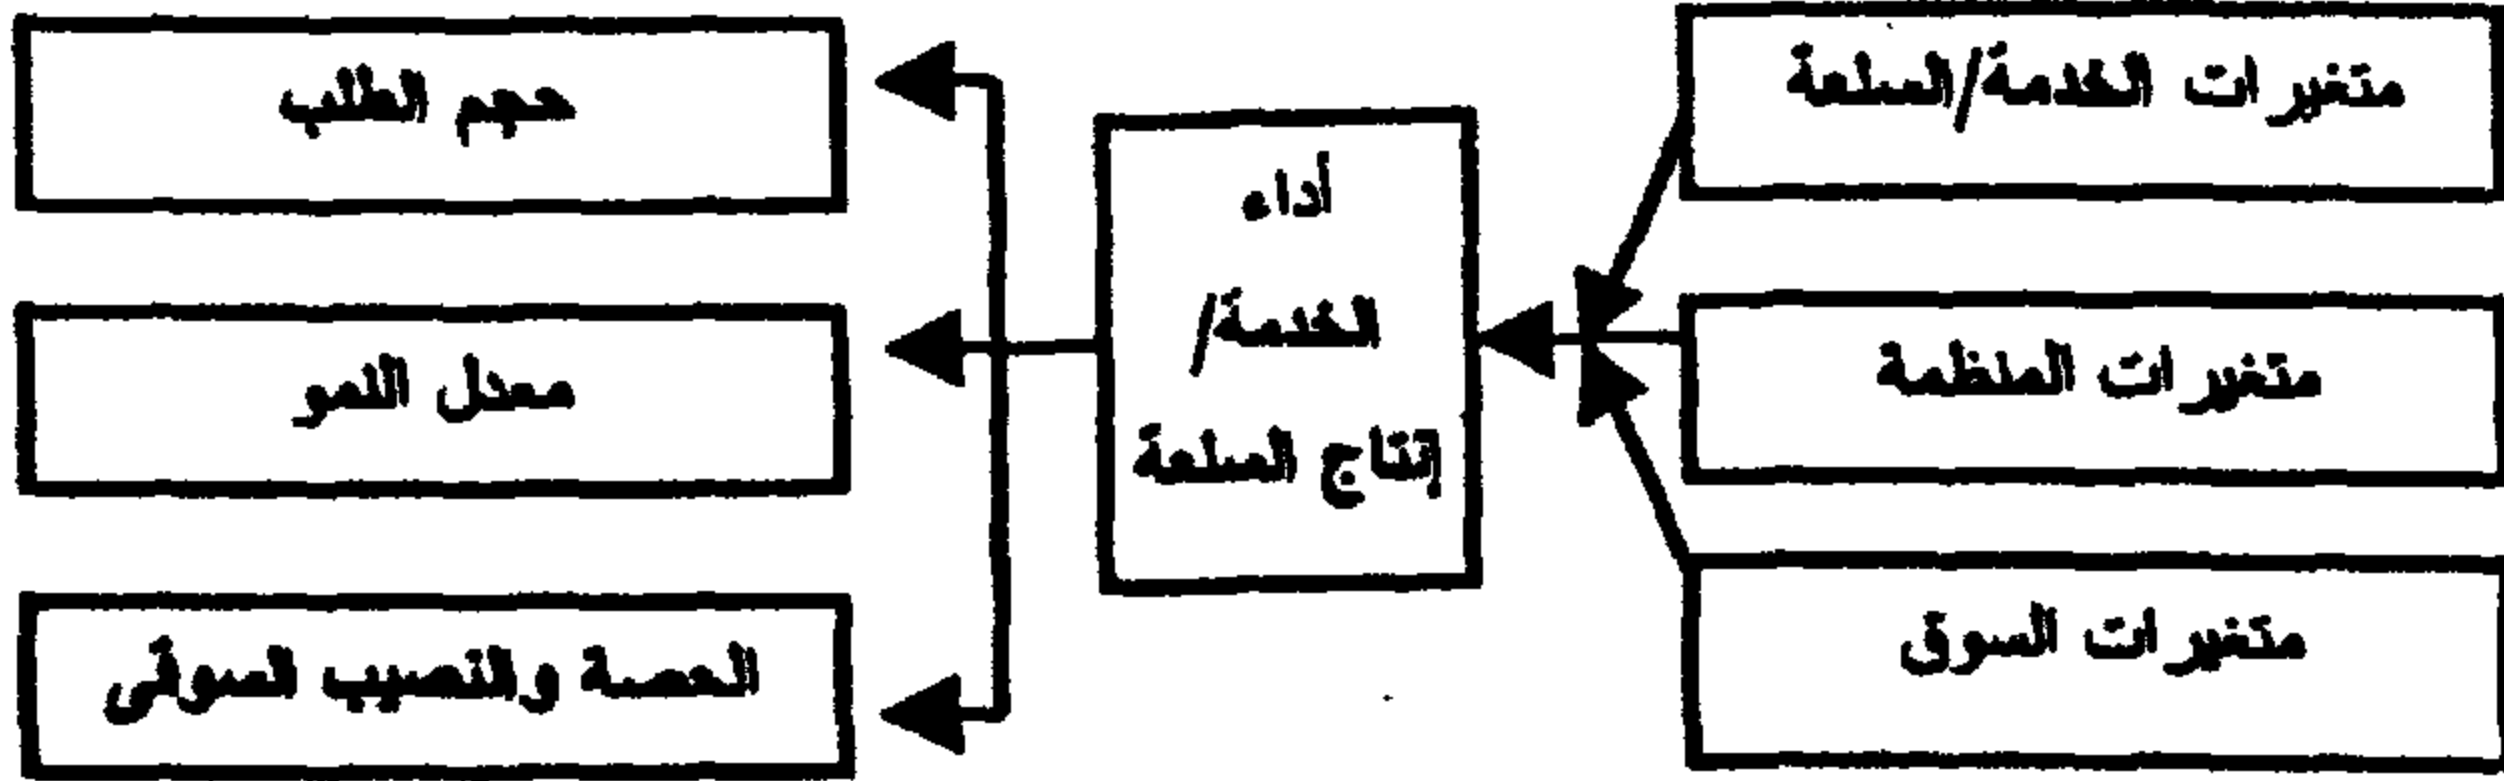 متغيرات الخدمة/السلعة
متغيرات المنظمة
متغيرات السوق
أداء
الخدمة/
إنتاج السلعة
حجم الطلب
معدل النمو
الحصة والنصيب السوقى